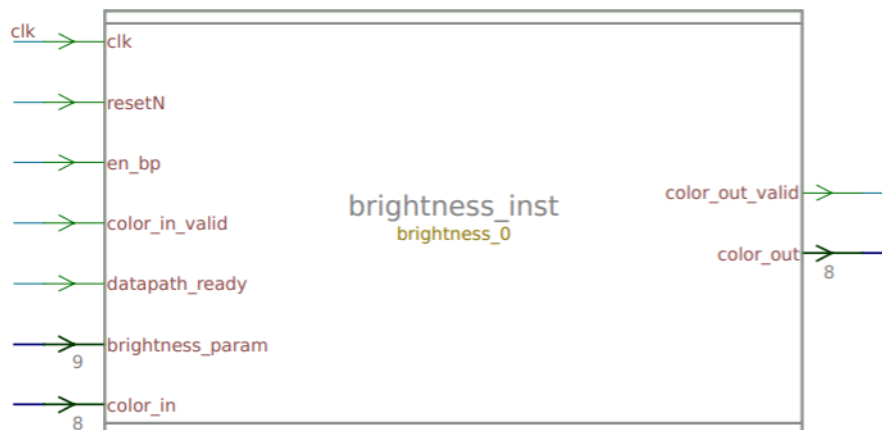 clk
clk
resetN
en_bp
color_in_valid
datapath_ready
brightness_param
9
color_in
8
brightness_inst
brightness_0
color_out_valid
color_out
8